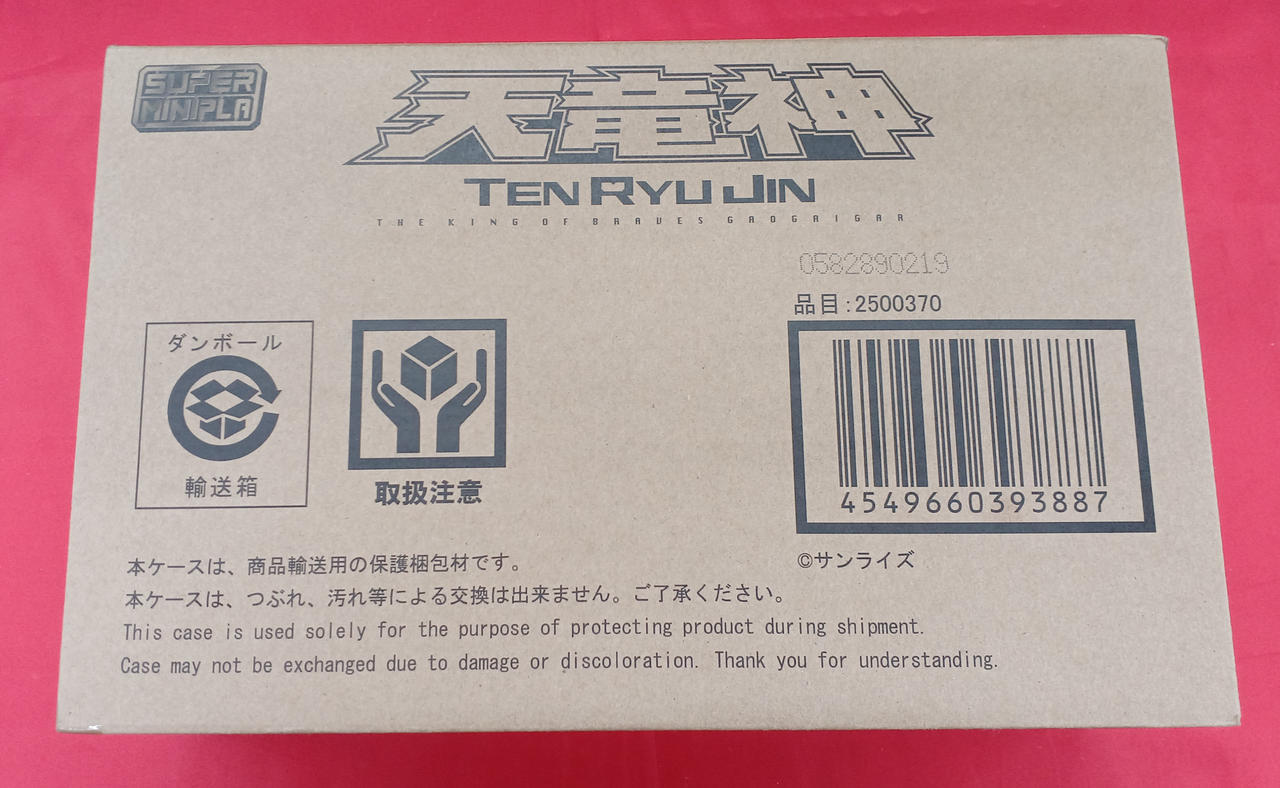 SUPER
MINIPLA
天竜神
TEN RYU JIN
THE KING OF BRAVES GAOGAIGAR
0582890219
品目:2500370
ダンボール
輸送箱
取扱注意
4549660393887
©サンライズ
本ケースは、商品輸送用の保護梱包材です。
本ケースは、つぶれ、汚れ等による交換は出来ません。ご了承ください。
This case is used solely for the purpose of protecting product during shipment.
Case may not be exchanged due to damage or discoloration. Thank you for understanding.